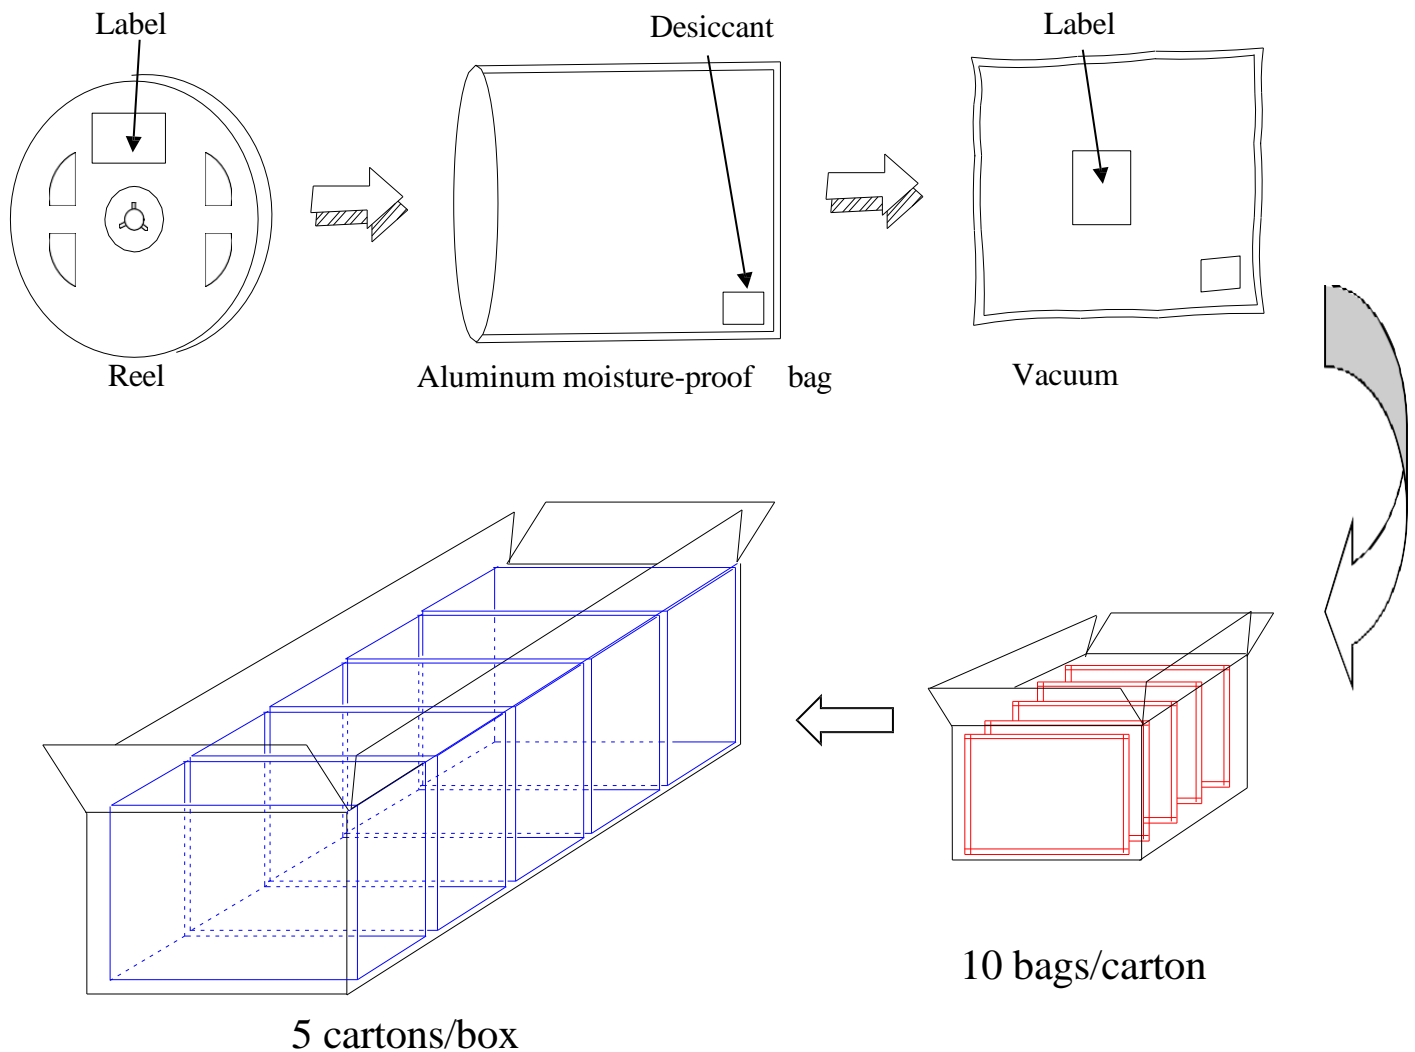 Label
Desiccant
Label
Reel
Aluminum moisture-proof bag
Vacuum
10 bags/carton
5 cartons/box